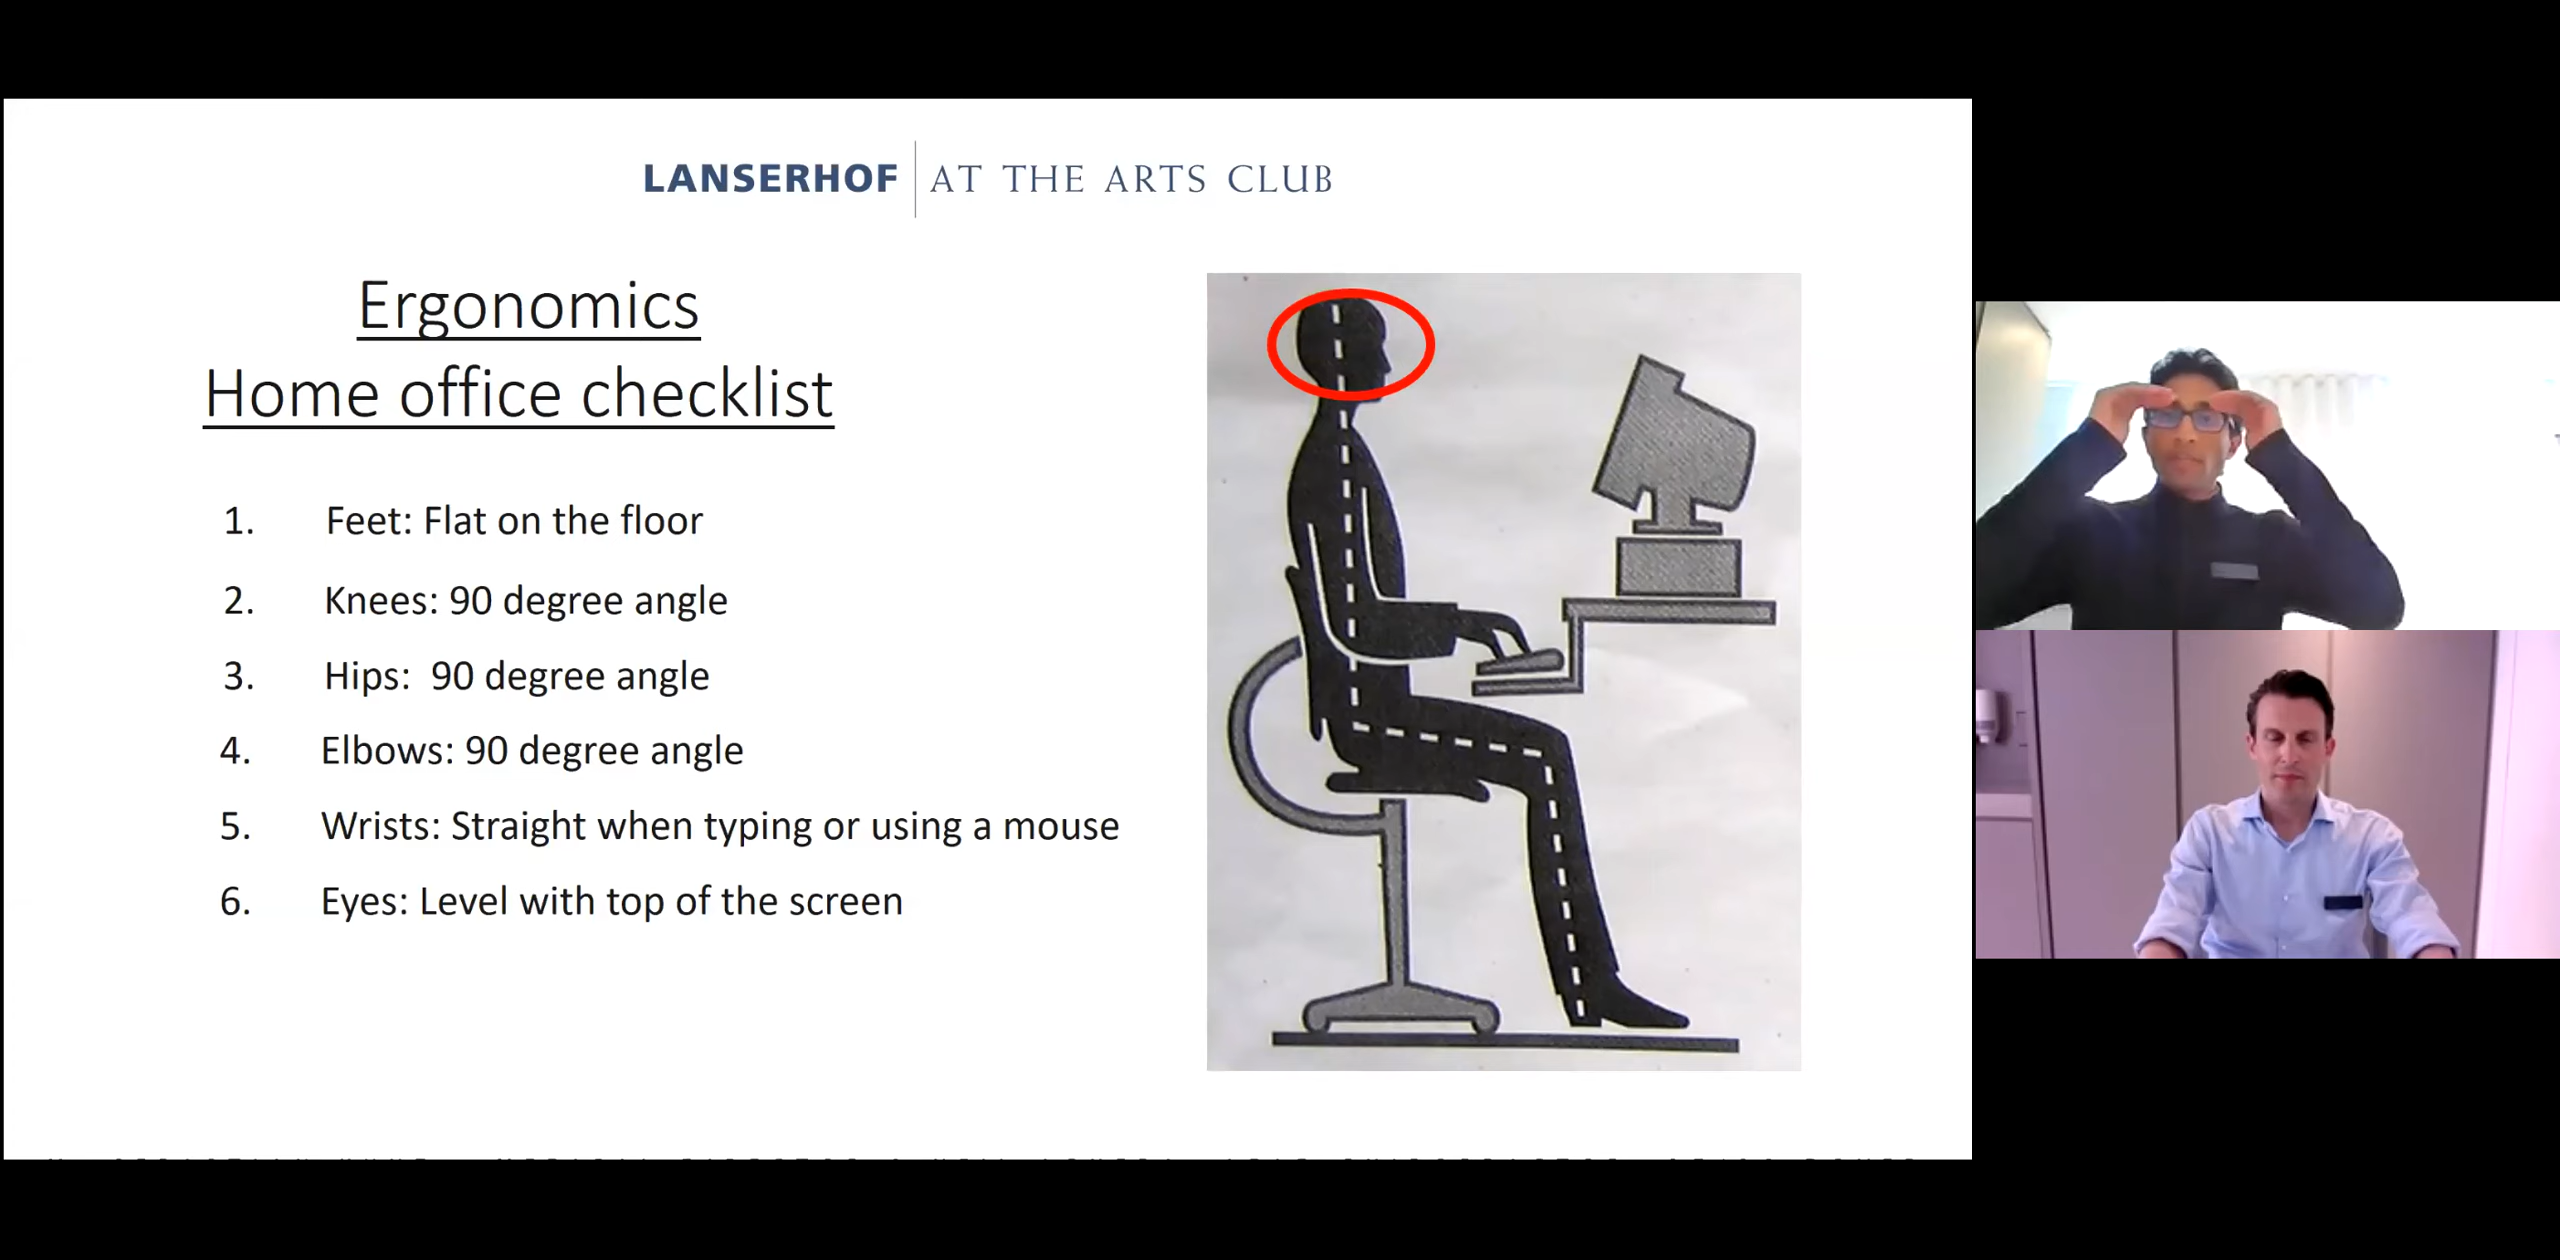 LANSERHOF AT THE ARTS CLUB
Ergonomics
Home office checklist
1. Feet: Flat on the floor
2. Knees: 90 degree angle
3. Hips: 90 degree angle
4. Elbows: 90 degree angle
5. Wrists: Straight when typing or using a mouse
6. Eyes: Level with top of the screen